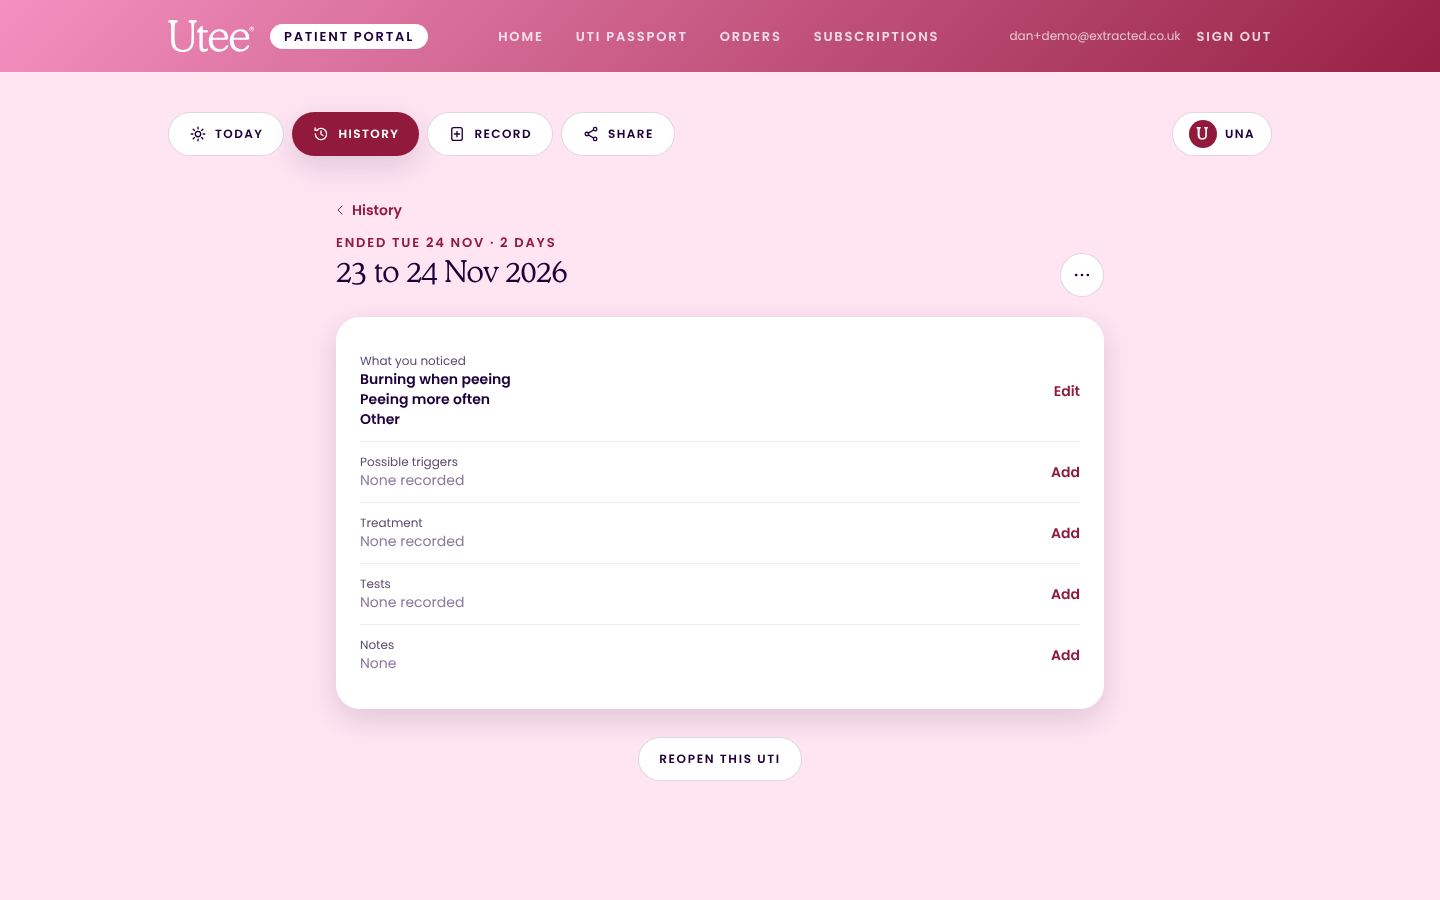 Utee®
PATIENT PORTAL
HOME
UTI PASSPORT
ORDERS
SUBSCRIPTIONS
dan+demo@extracted.co.uk
SIGN OUT
TODAY
HISTORY
RECORD
SHARE
U
UNA
History
ENDED TUE 24 NOV · 2 DAYS
23 to 24 Nov 2026
What you noticed
Burning when peeing
Peeing more often
Other
Edit
Possible triggers
None recorded
Add
Treatment
None recorded
Add
Tests
None recorded
Add
Notes
None
Add
REOPEN THIS UTI